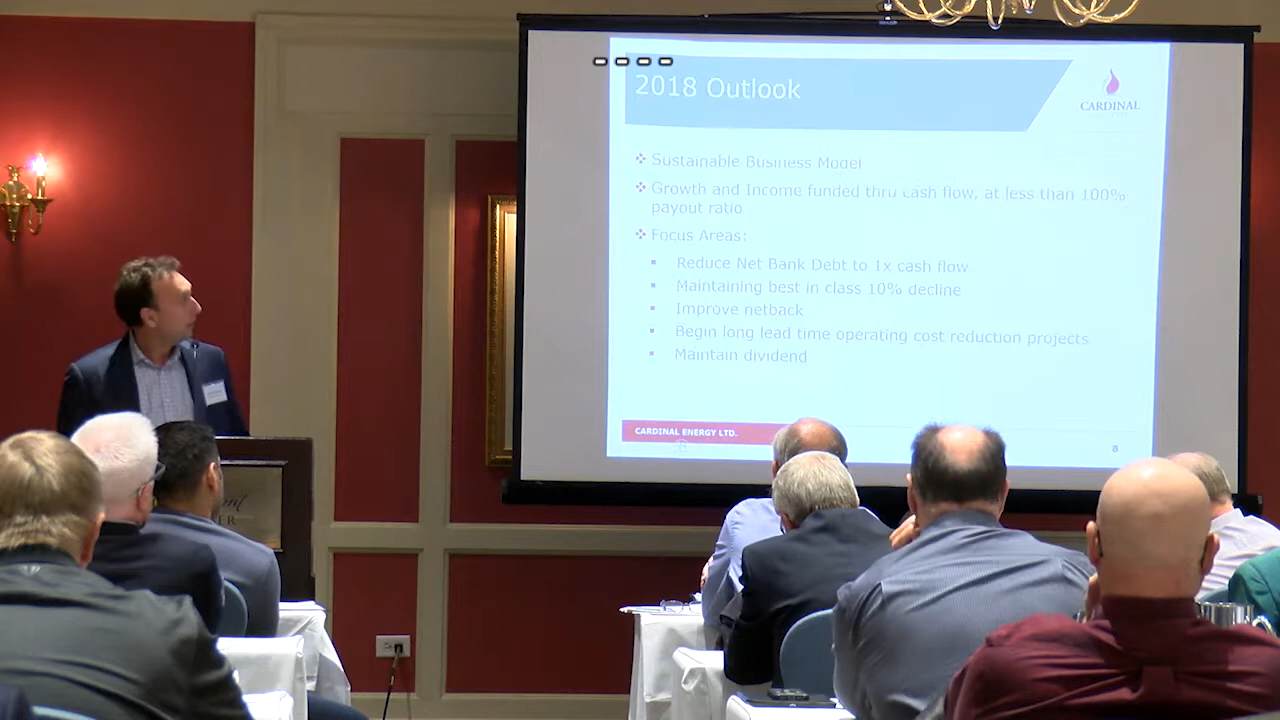 2018 Outlook
CARDINAL
Sustainable Business Model
Growth and Income funded thru cash flow, at less than 100%
payout ratio
Focus Areas:
Reduce Net Bank Debt to 1x cash flow
Maintaining best in class 10% decline
Improve netback
Begin long lead time operating cost reduction projects
Maintain dividend
CARDINAL ENERGY LTD.
8